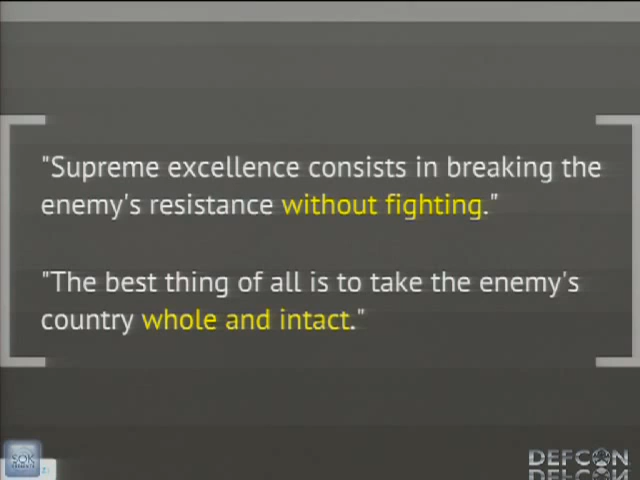 "Supreme excellence consists in breaking the
enemy's resistance without fighting."
"The best thing of all is to take the enemy's
country whole and intact."
SOK
DEFCON